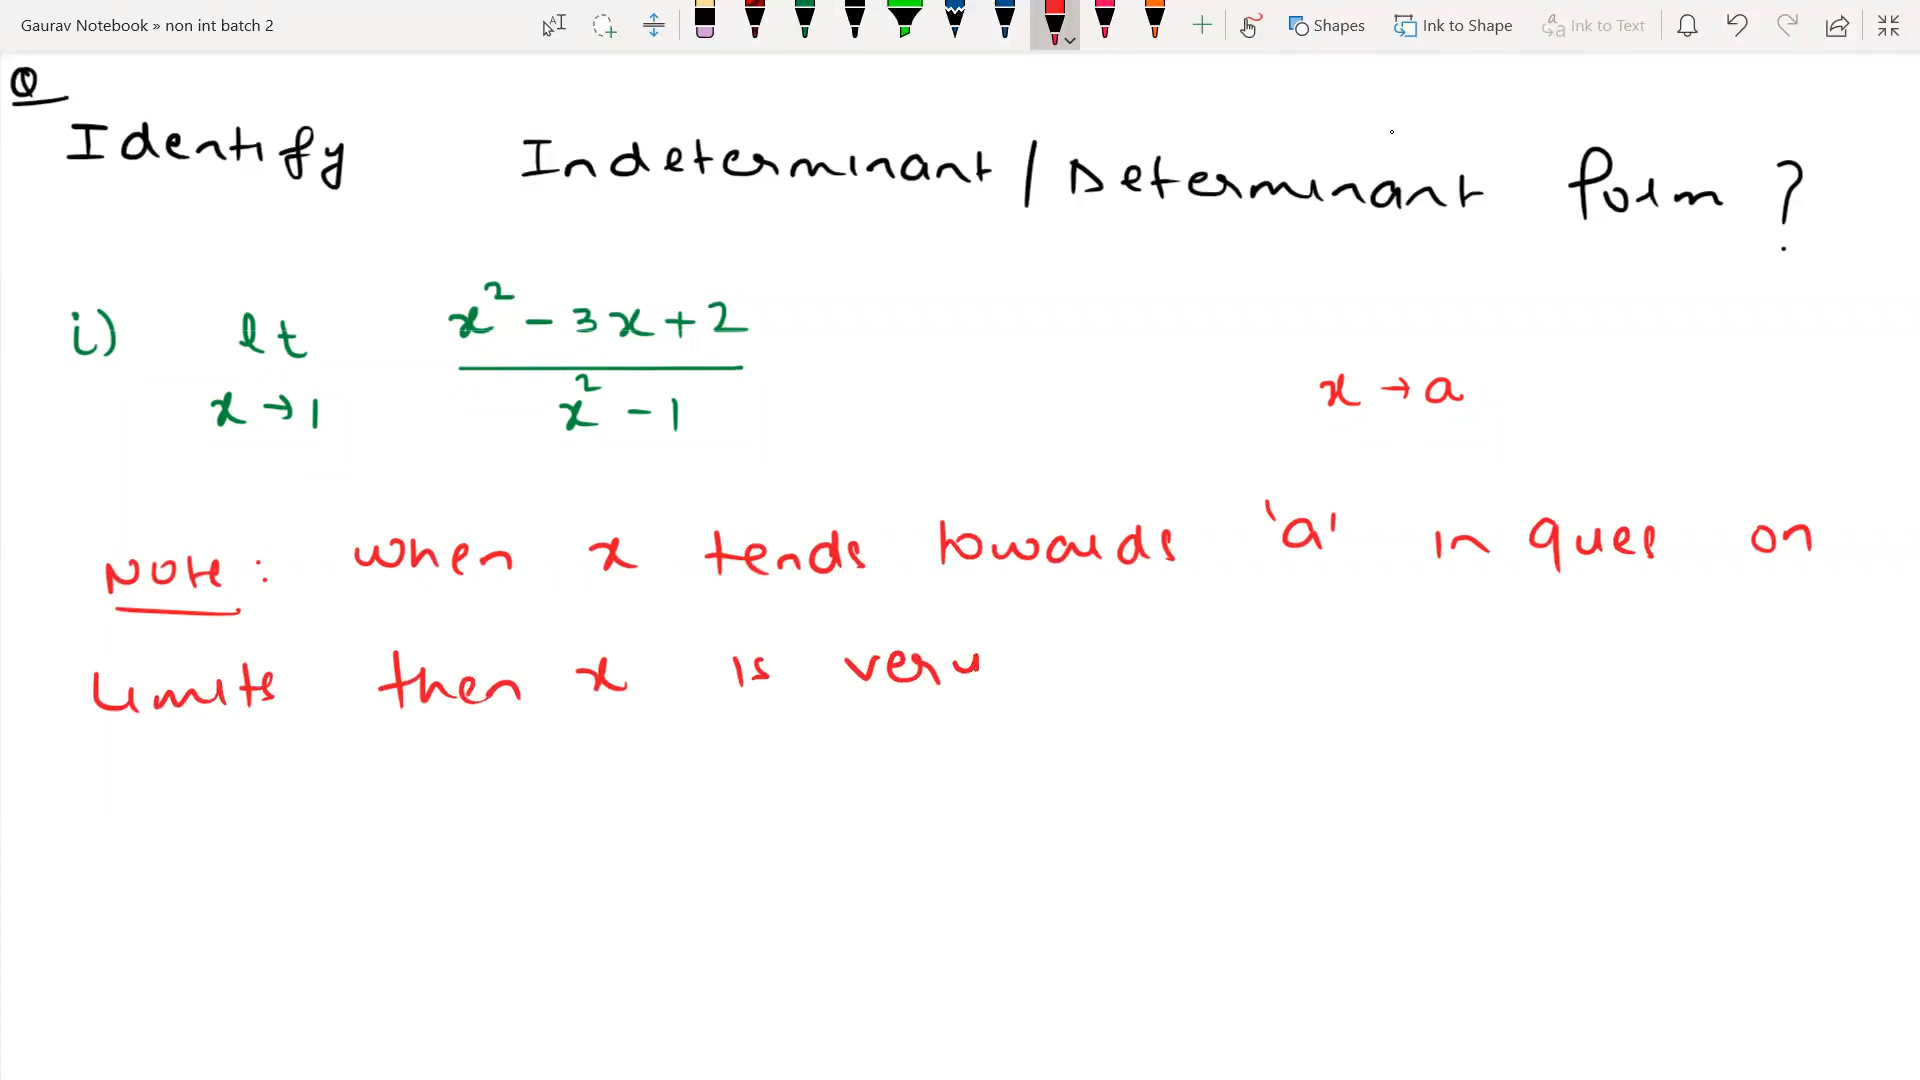 Gaurav Notebook » non int batch 2
Shapes
Ink to Shape
Ink to Text
Q
Identify Indeterminant / Determinant form ?
i) lt x→1 x² - 3x + 2 / x² - 1
x → a
Note : when x tends towards 'a' in ques on
limits then x is very